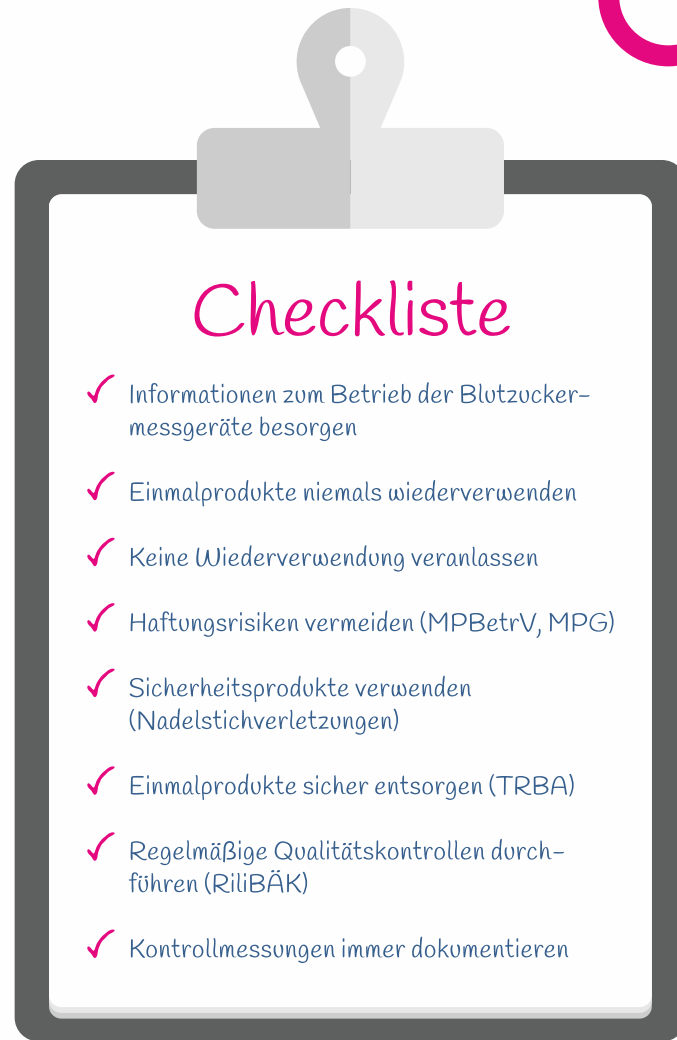 Checkliste
Informationen zum Betrieb der Blutzucker-
messgeräte besorgen
Einmalprodukte niemals wiederverwenden
Keine Wiederverwendung veranlassen
Haftungsrisiken vermeiden (MPBetrV, MPG)
Sicherheitsprodukte verwenden
(Nadelstichverletzungen)
Einmalprodukte sicher entsorgen (TRBA)
Regelmäßige Qualitätskontrollen durch-
führen (RiliBÄK)
Kontrollmessungen immer dokumentieren